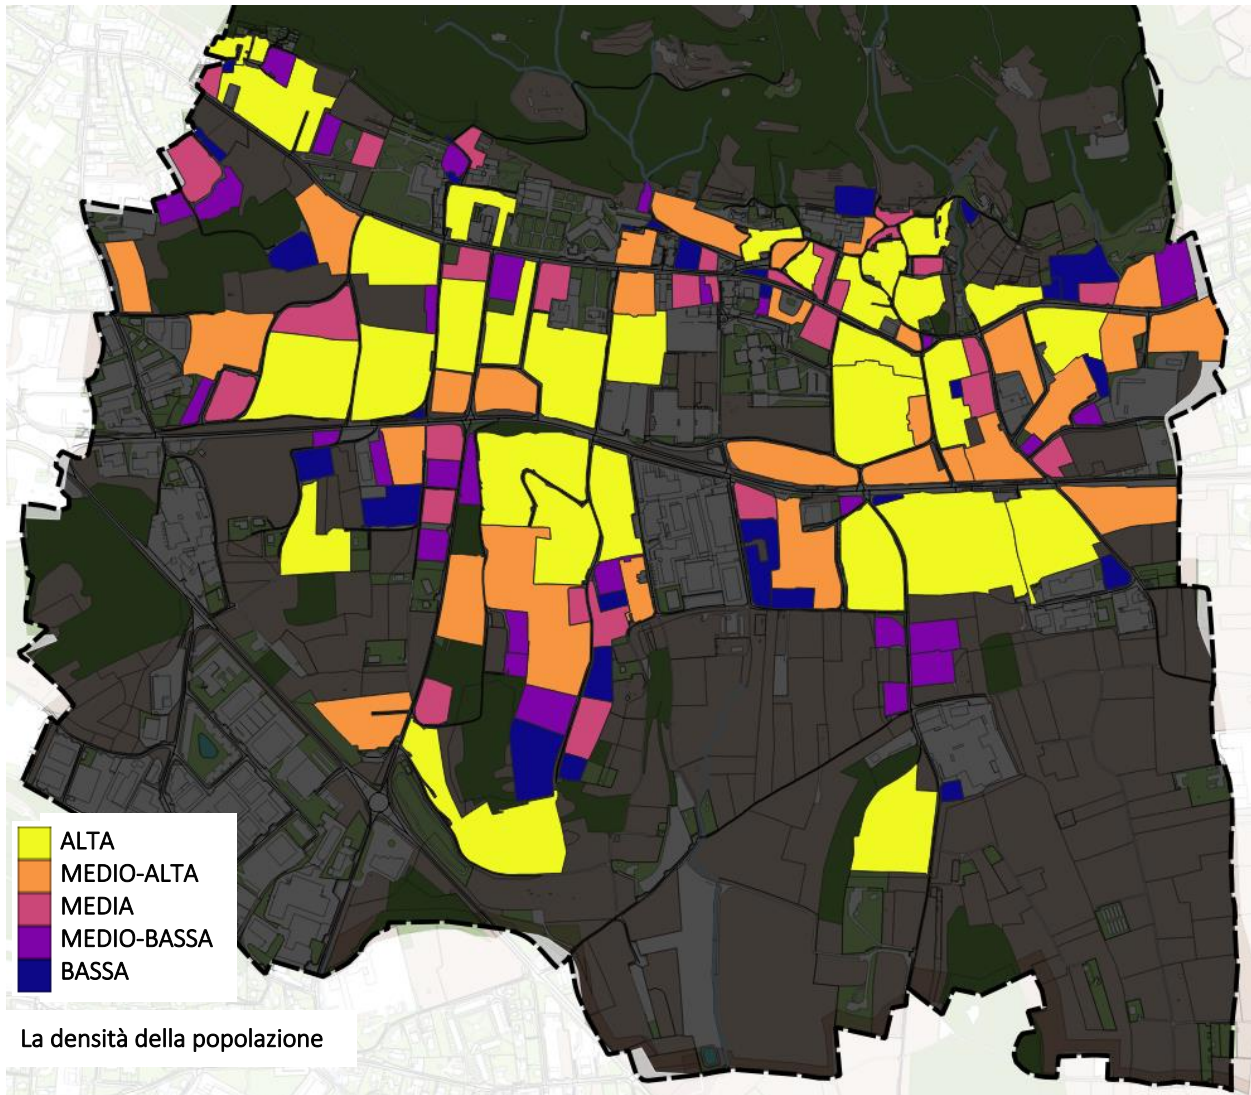 ALTA
MEDIO-ALTA
MEDIA
MEDIO-BASSA
BASSA
La densità della popolazione